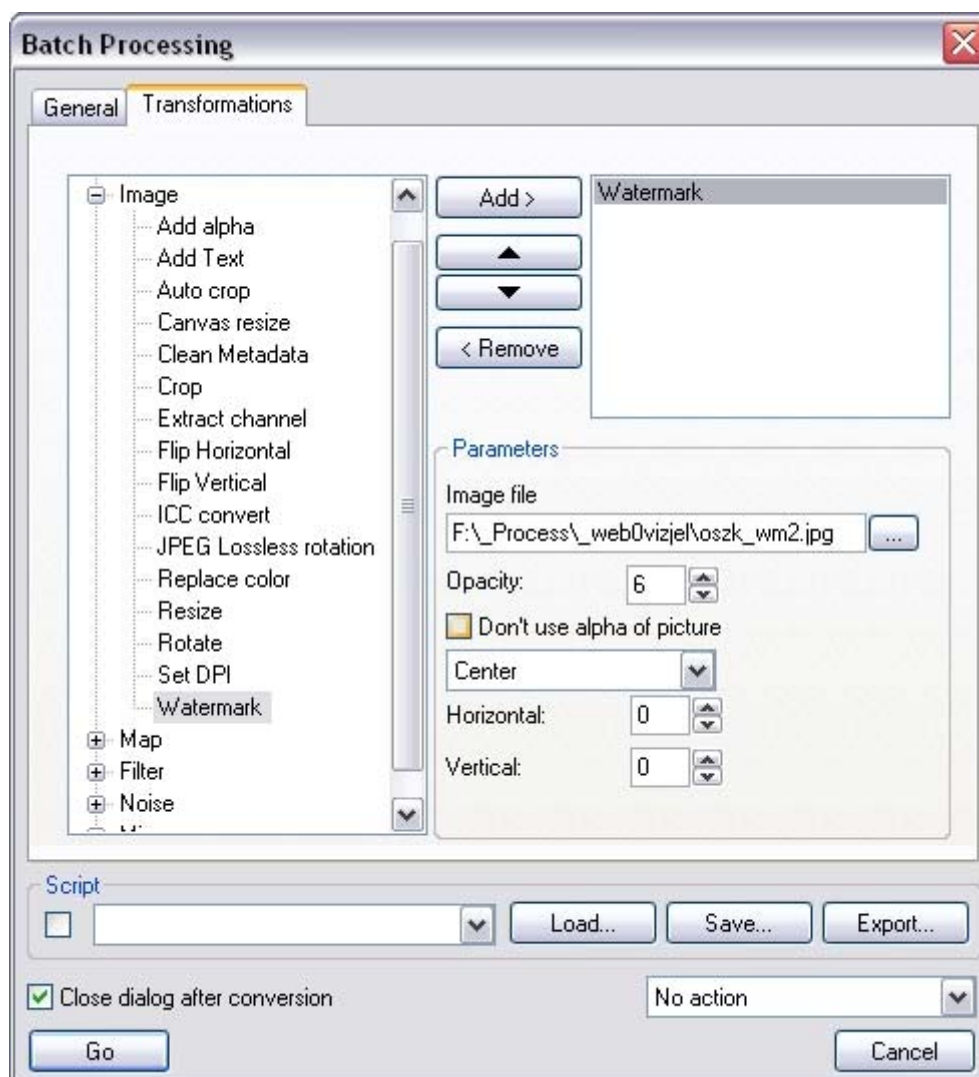 Batch Processing
General
Transformations
Image
Add alpha
Add Text
Auto crop
Canvas resize
Clean Metadata
Crop
Extract channel
Flip Horizontal
Flip Vertical
ICC convert
JPEG Lossless rotation
Replace color
Resize
Rotate
Set DPI
Watermark
Map
Filter
Noise
Add >
< Remove
Watermark
Parameters
Image file
F:\_Process\_web0vizjel\oszk_wm2.jpg
...
Opacity: 6
Don't use alpha of picture
Center
Horizontal: 0
Vertical: 0
Script
Load...
Save...
Export...
Close dialog after conversion
No action
Go
Cancel